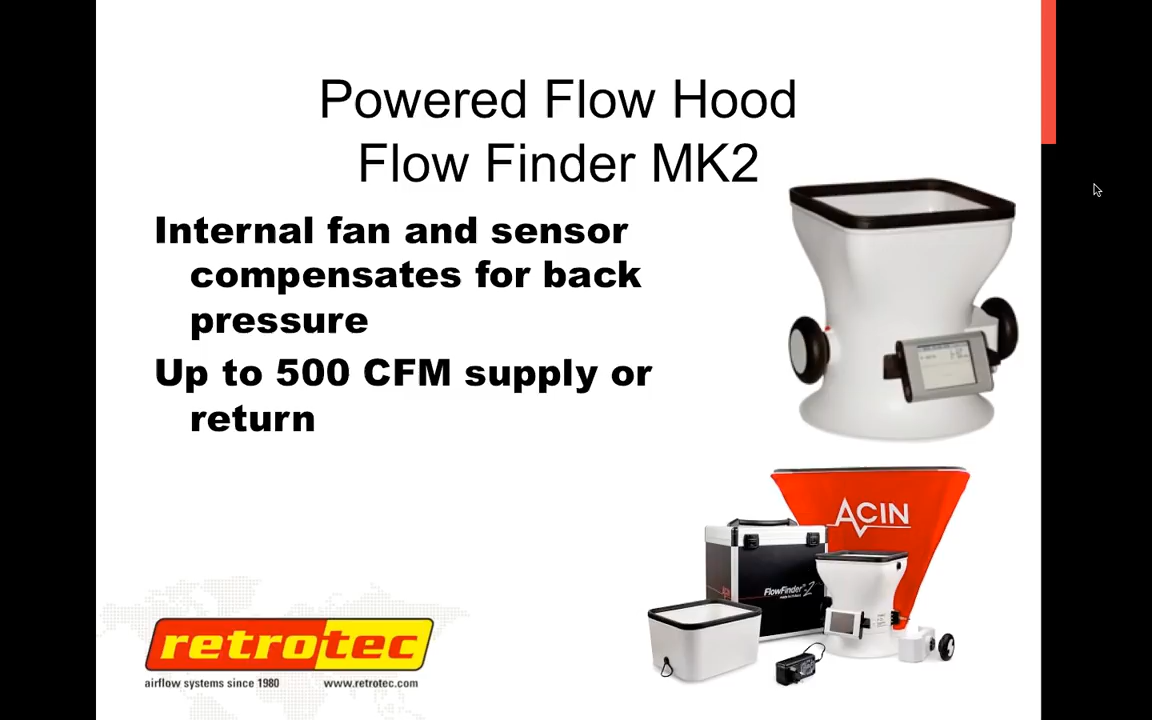 Powered Flow Hood
Flow Finder MK2
Internal fan and sensor
compensates for back
pressure
Up to 500 CFM supply or
return
ACIN
FlowFinder™-2
retrotec
airflow systems since 1980 www.retrotec.com